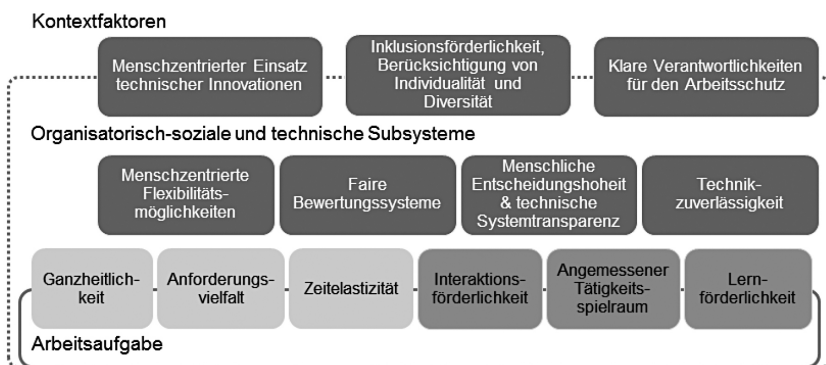 Kontextfaktoren
Menschzentrierter Einsatz
technischer Innovationen
Inklusionsförderlichkeit,
Berücksichtigung von
Individualität und
Diversität
Klare Verantwortlichkeiten
für den Arbeitsschutz
Organisatorisch-soziale und technische Subsysteme
Menschzentrierte
Flexibilitäts-
möglichkeiten
Faire
Bewertungssysteme
Menschliche
Entscheidungshoheit
& technische
Systemtransparenz
Technik-
zuverlässigkeit
Ganzheitlich-
keit
Anforderungs-
vielfalt
Zeitelastizität
Interaktions-
förderlichkeit
Angemessener
Tätigkeits-
spielraum
Lern-
förderlichkeit
Arbeitsaufgabe